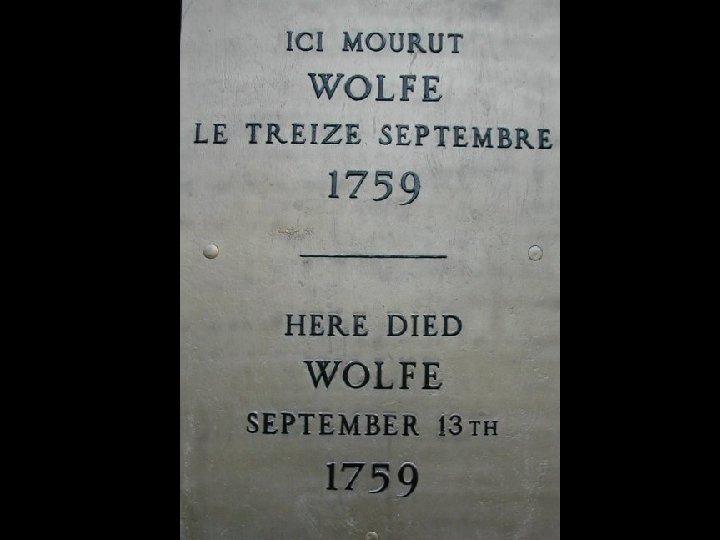 ICI MOURUT
WOLFE
LE TREIZE SEPTEMBRE
1759
HERE DIED
WOLFE
SEPTEMBER 13TH
1759